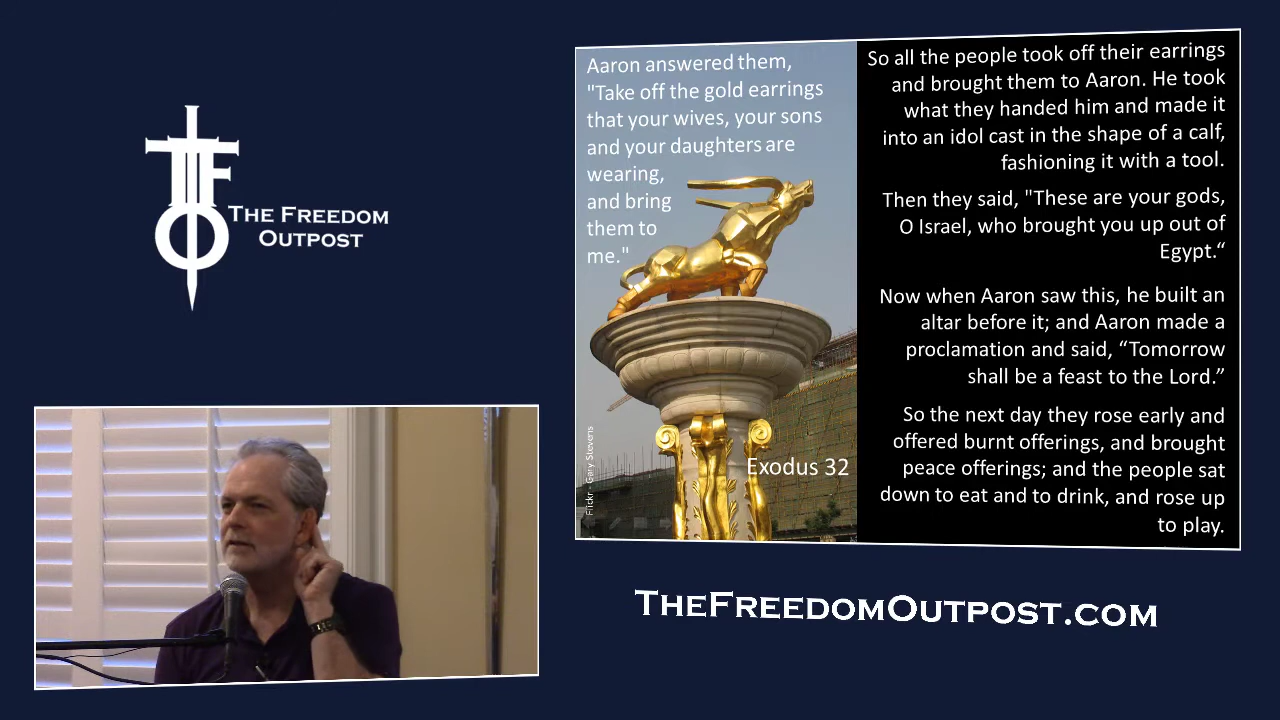 TFO
THE FREEDOM
OUTPOST
Aaron answered them,
"Take off the gold earrings
that your wives, your sons
and your daughters are
wearing,
and bring
them to
me."
Exodus 32
Flickr - Gary Stevens
So all the people took off their earrings
and brought them to Aaron. He took
what they handed him and made it
into an idol cast in the shape of a calf,
fashioning it with a tool.
Then they said, "These are your gods,
O Israel, who brought you up out of
Egypt.“
Now when Aaron saw this, he built an
altar before it; and Aaron made a
proclamation and said, “Tomorrow
shall be a feast to the Lord.”
So the next day they rose early and
offered burnt offerings, and brought
peace offerings; and the people sat
down to eat and to drink, and rose up
to play.
THEFREEDOMOUTPOST.COM